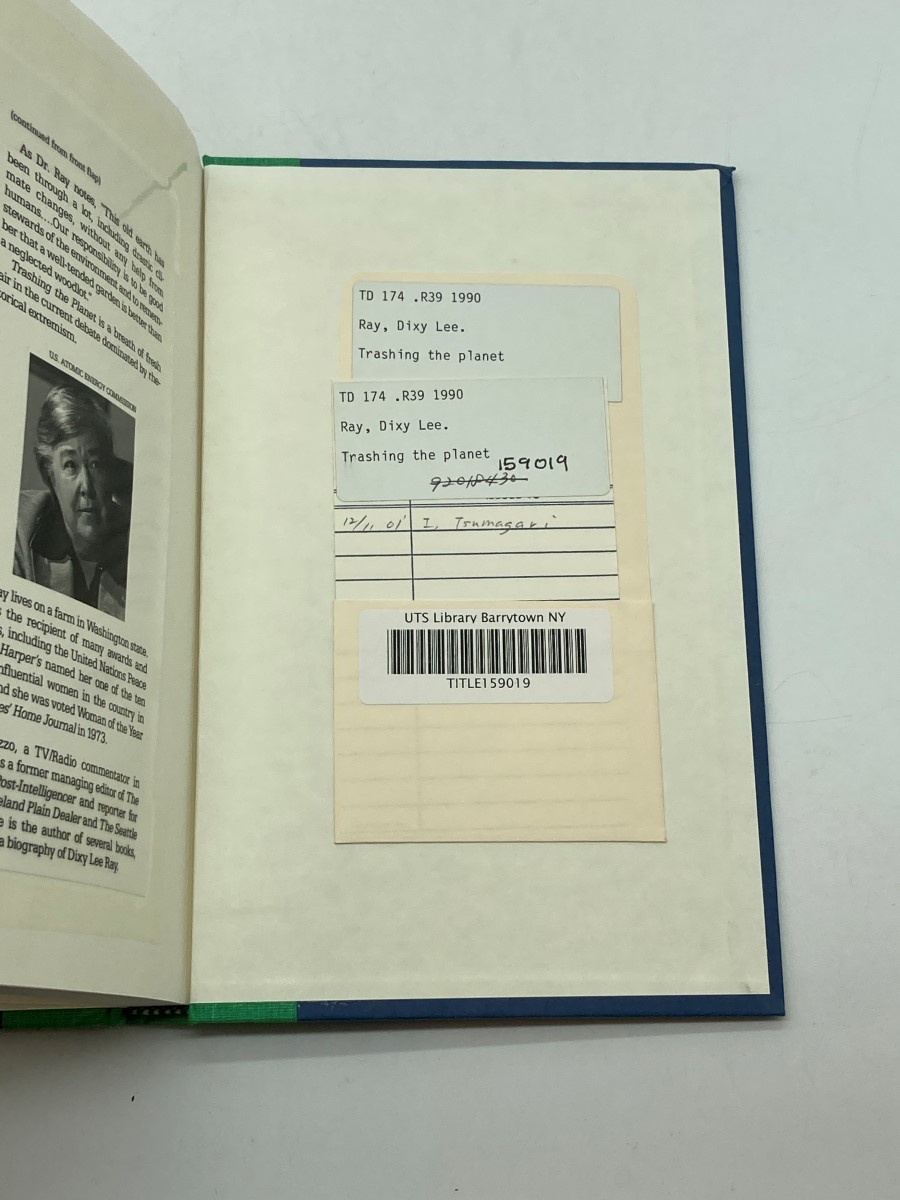 (continued from front flap)
As Dr. Ray notes, "This old earth has
been through a lot, including drastic cli-
mate changes, without any help from
humans....Our responsibility is to be good
stewards of the environment and to remem-
ber that a well-tended garden is better than
a neglected woodlot."
Trashing the Planet is a breath of fresh
air in the current debate dominated by rhe-
torical extremism.
U.S. ATOMIC ENERGY COMMISSION
lives on a farm in Washington state.
the recipient of many awards and
including the United Nations Peace
Harper's named her one of the ten
influential women in the country in
and she was voted Woman of the Year
Home Journal in 1973.
a TV/Radio commentator in
a former managing editor of The
Post-Intelligencer and reporter for
Plain Dealer and The Seattle
is the author of several books,
a biography of Dixy Lee Ray.
TD 174 .R39 1990
Ray, Dixy Lee.
Trashing the planet
TD 174 .R39 1990
Ray, Dixy Lee.
Trashing the planet
159019
12/11 01' I. Tsumagari
UTS Library Barrytown NY
TITLE159019